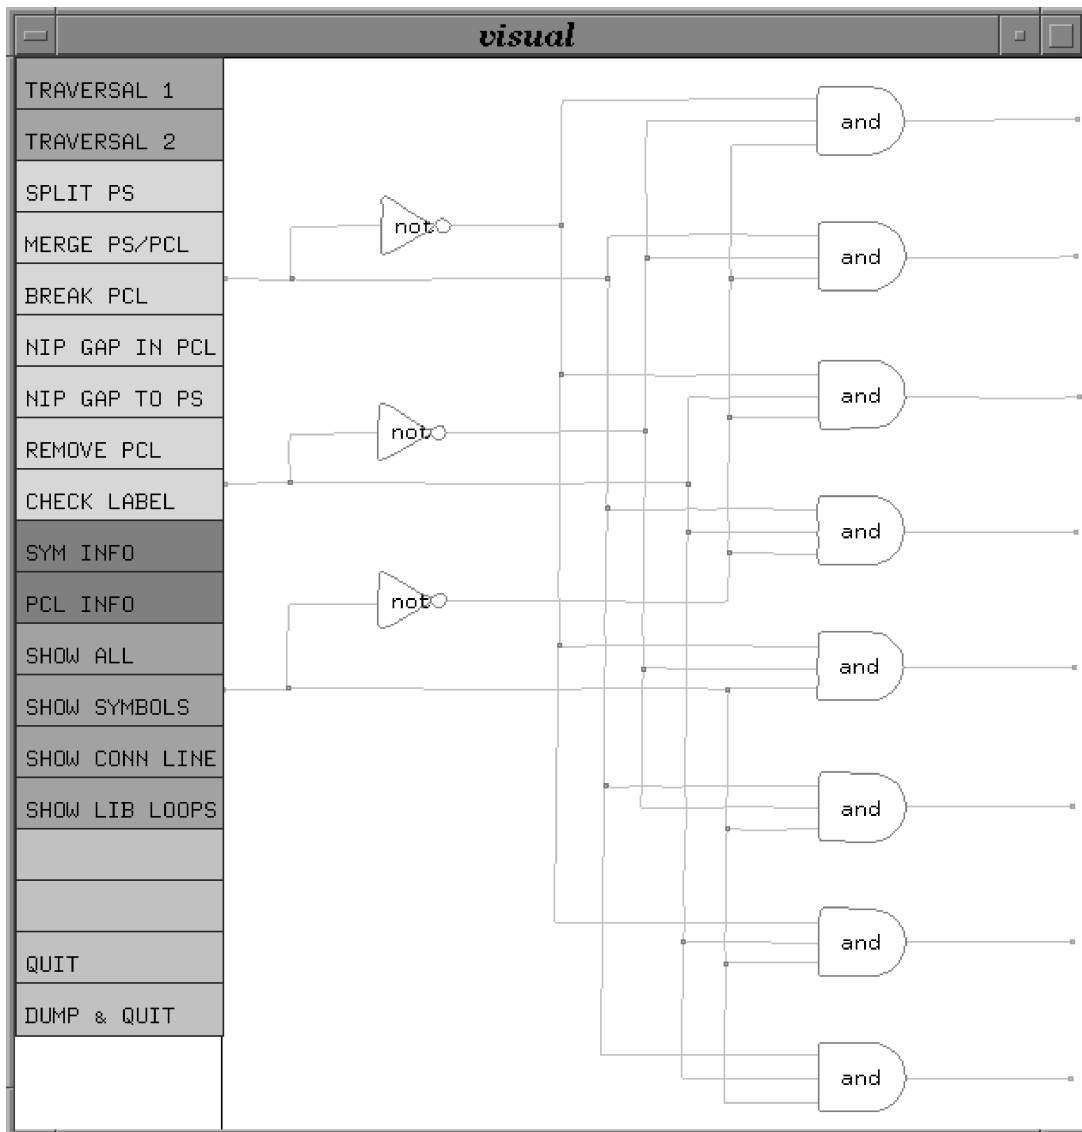 visual
TRAVERSAL 1
TRAVERSAL 2
SPLIT PS
MERGE PS/PCL
BREAK PCL
NIP GAP IN PCL
NIP GAP TO PS
REMOVE PCL
CHECK LABEL
SYM INFO
PCL INFO
SHOW ALL
SHOW SYMBOLS
SHOW CONN LINE
SHOW LIB LOOPS
QUIT
DUMP & QUIT
not
not
not
and
and
and
and
and
and
and
and